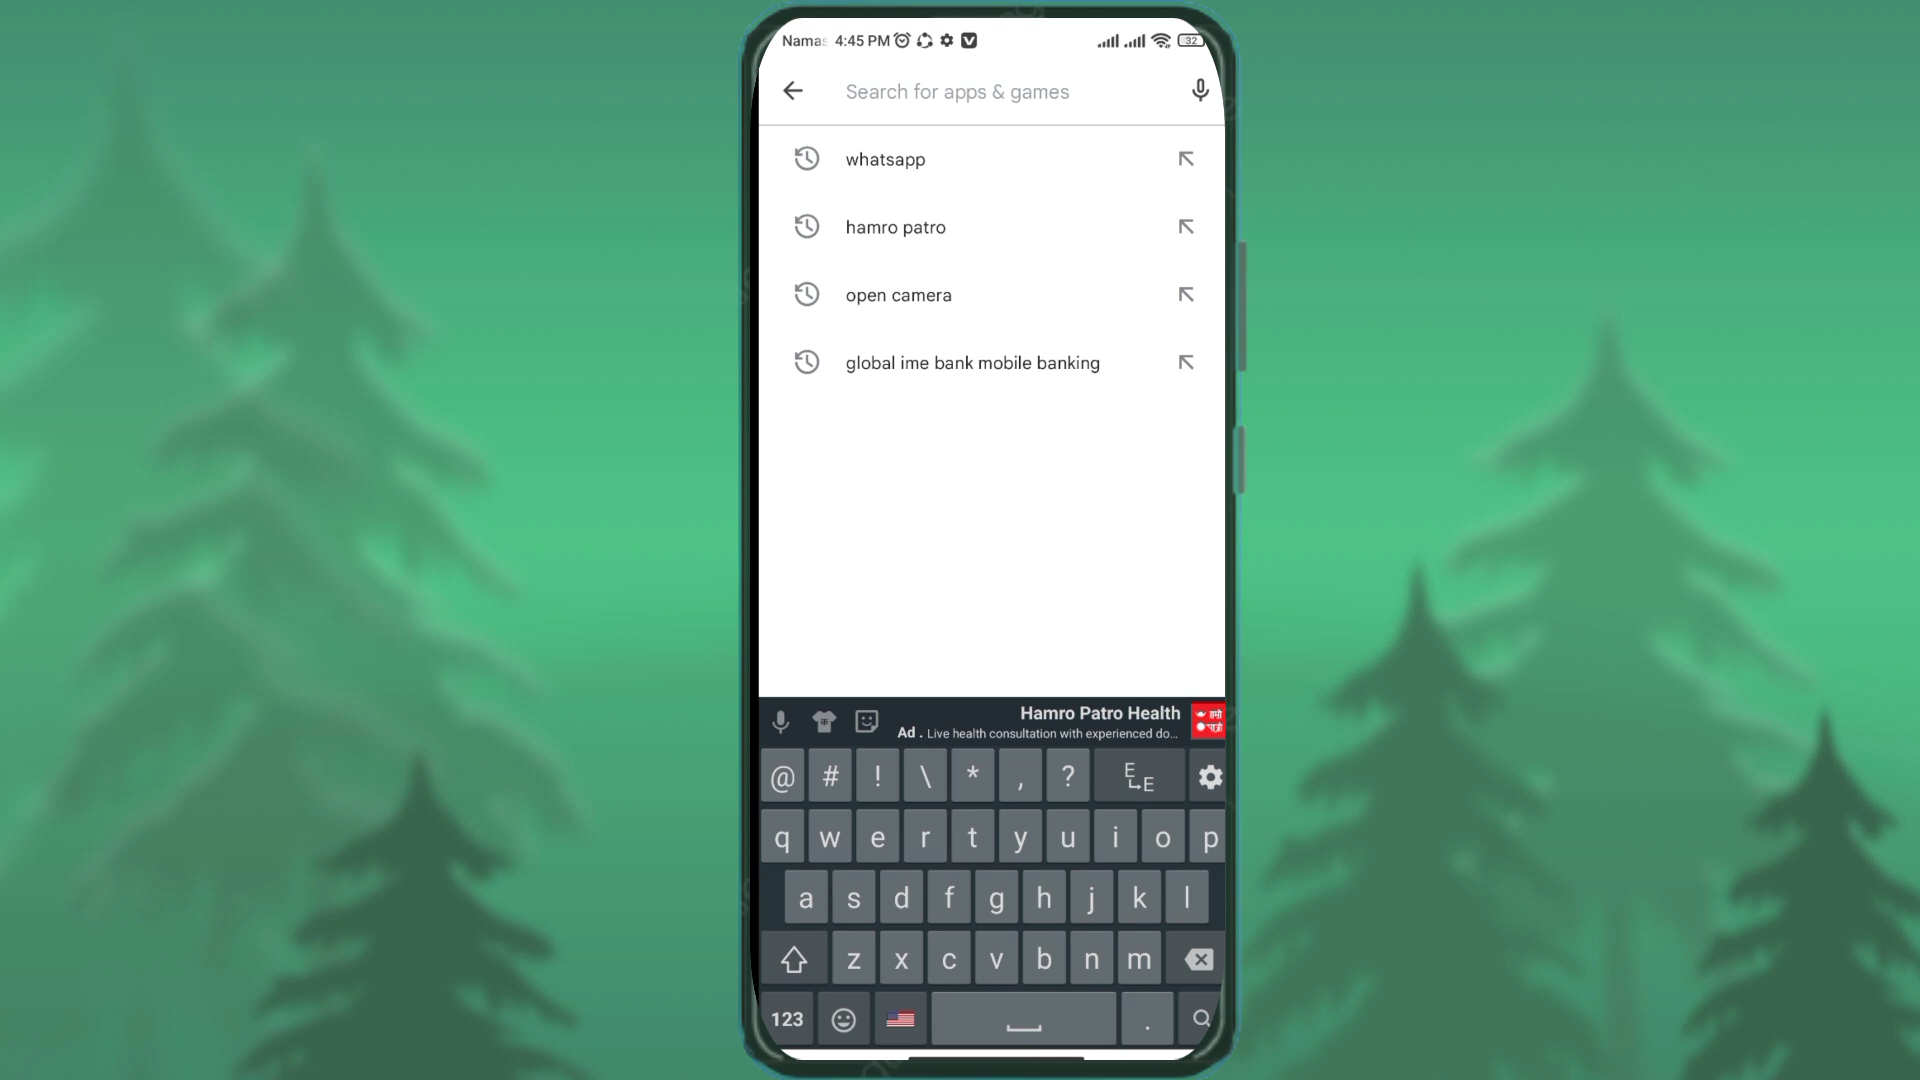 Namas 4:45 PM 32
Search for apps & games
whatsapp
hamro patro
open camera
global ime bank mobile banking
Hamro Patro Health
Ad . Live health consultation with experienced do...
हाम्रो
पात्रो
@ # ! \ * , ? E E
q w e r t y u i o p
a s d f g h j k l
z x c v b n m
123 .